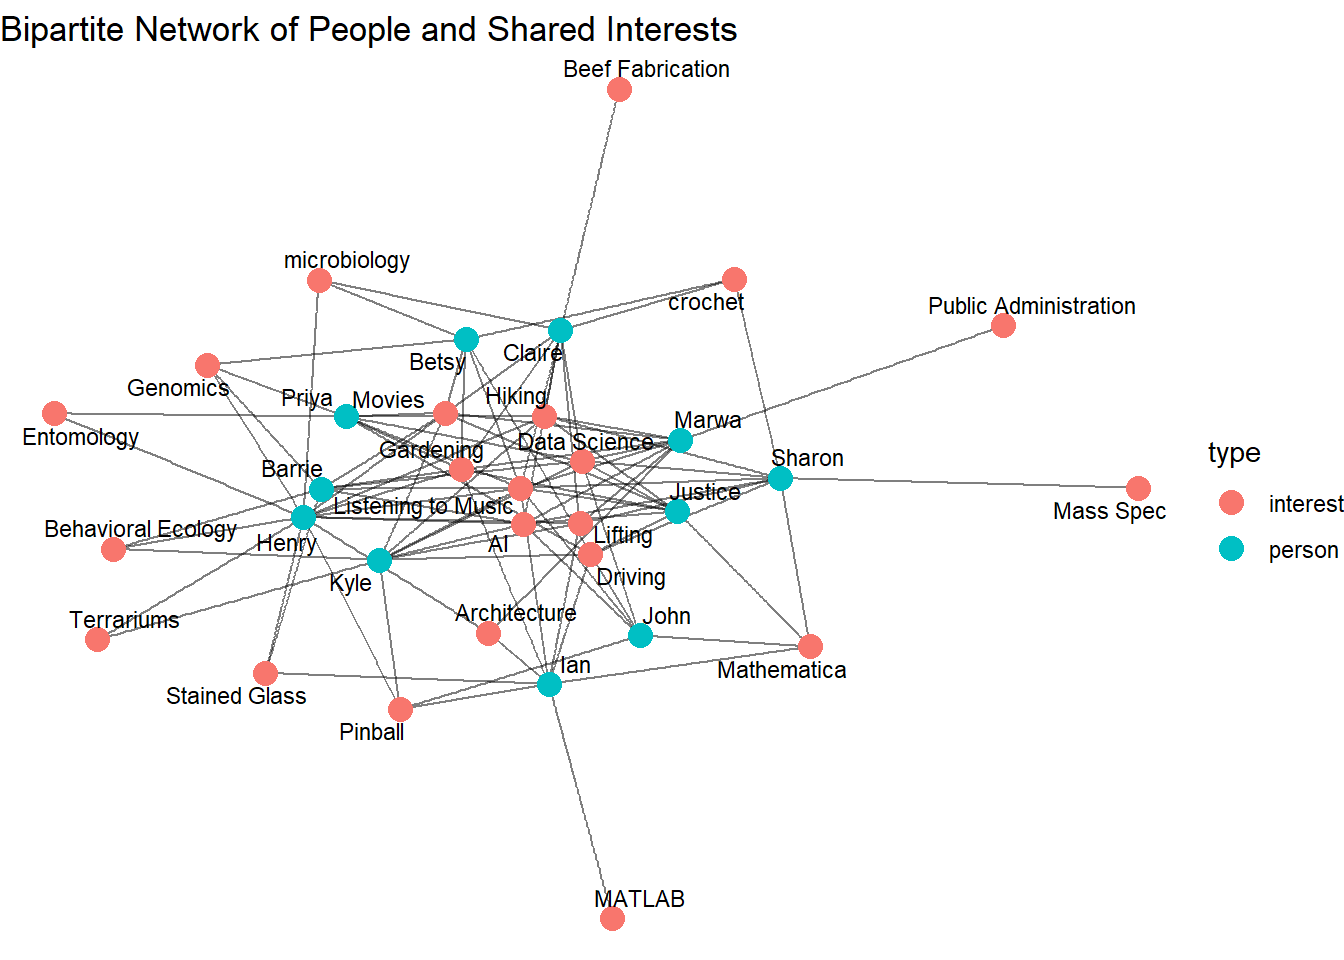 Bipartite Network of People and Shared Interests
Beef Fabrication
microbiology
crochet
Public Administration
Betsy
Claire
Genomics
Priya
Movies
Hiking
Marwa
Entomology
Gardening
Data Science
Sharon
Barrie
Listening to Music
Justice
Mass Spec
Behavioral Ecology
Henry
AI
Lifting
Kyle
Driving
Terrariums
Architecture
John
Ian
Mathematica
Stained Glass
Pinball
MATLAB
type
interest
person